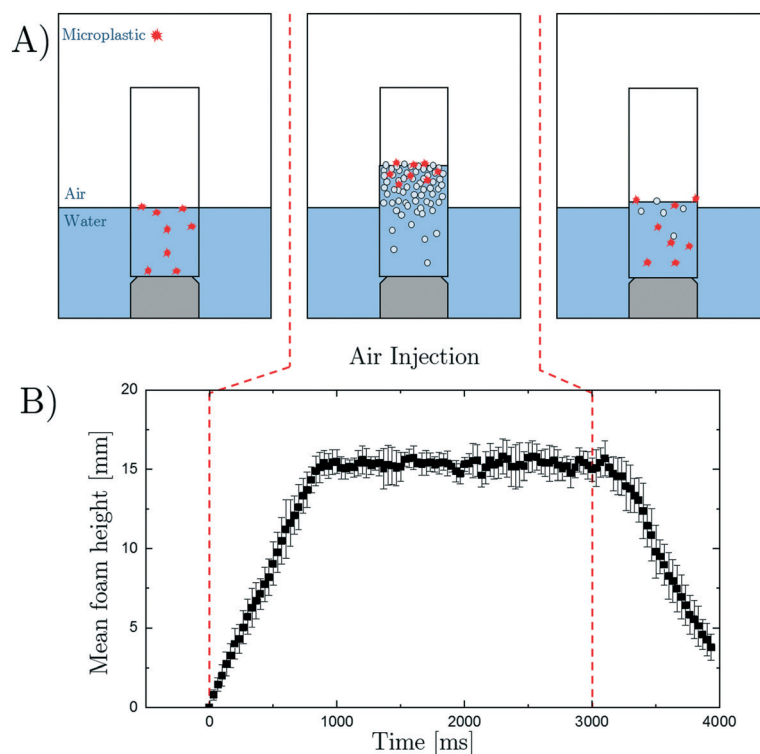 A)
Microplastic
Air
Water
Air Injection
B)
Mean foam height [mm]
20
15
10
5
0
0 1000 2000 3000 4000
Time [ms]